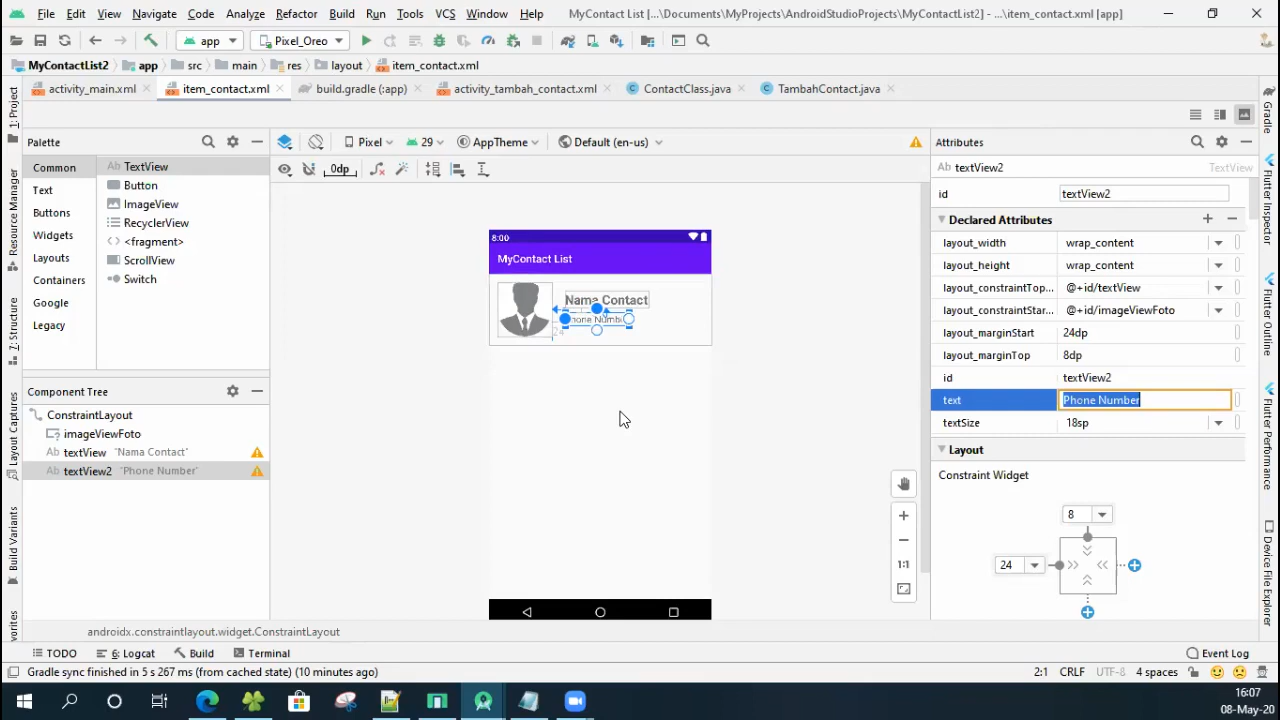 File Edit View Navigate Code Analyze Refactor Build Run Tools VCS Window Help MyContact List [...\Documents\MyProjects\AndroidStudioProjects\MyContactList2] - ...\item_contact.xml [app]
app Pixel_Oreo
MyContactList2 app src main res layout item_contact.xml
activity_main.xml item_contact.xml build.gradle (:app) activity_tambah_contact.xml ContactClass.java TambahContact.java
Palette
Common
Text
Buttons
Widgets
Layouts
Containers
Google
Legacy
Ab TextView
Button
ImageView
RecyclerView
<fragment>
ScrollView
Switch
Component Tree
ConstraintLayout
imageViewFoto
Ab textView "Nama Contact"
Ab textView2 "Phone Number"
Pixel 29 AppTheme Default (en-us)
0dp
8:00
MyContact List
Nama Contact
24
1:1
Attributes
Ab textView2 TextView
id textView2
Declared Attributes
layout_width wrap_content
layout_height wrap_content
layout_constraintTop... @+id/textView
layout_constraintStar... @+id/imageViewFoto
layout_marginStart 24dp
layout_marginTop 8dp
id textView2
text Phone Number
textSize 18sp
Layout
Constraint Widget
8
24
1: Project
Resource Manager
7: Structure
Layout Captures
Build Variants
Gradle
Flutter Inspector
Flutter Outline
Flutter Performance
Device File Explorer
androidx.constraintlayout.widget.ConstraintLayout
TODO 6: Logcat Build Terminal Event Log
Gradle sync finished in 5 s 267 ms (from cached state) (10 minutes ago) 2:1 CRLF UTF-8 4 spaces
16:07
08-May-20